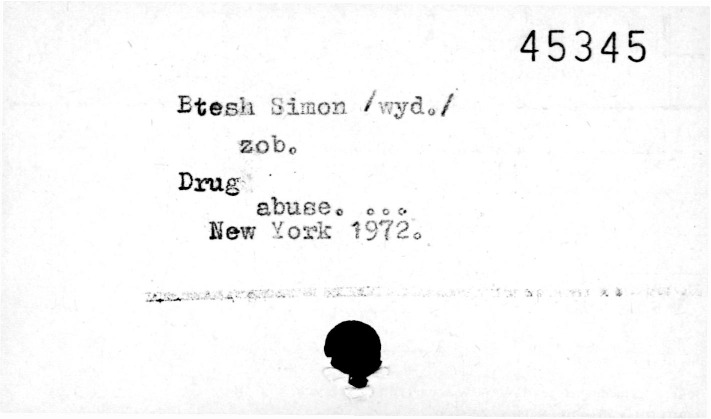 45345
Btesh Simon /wyd./
zob.
Drug
abuse. ...
New York 1972.